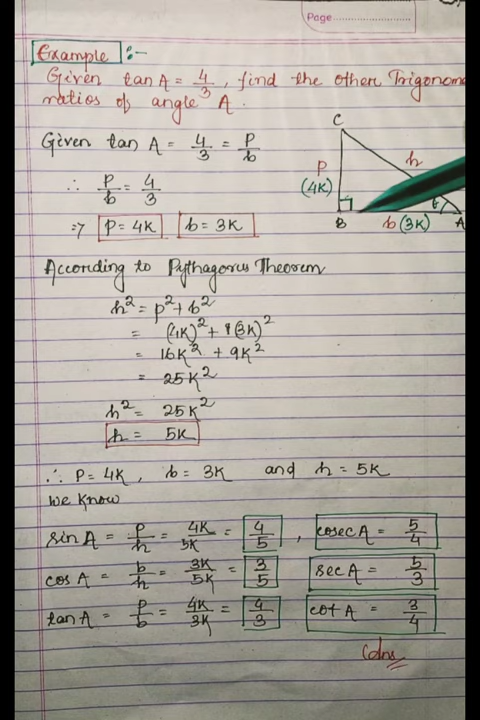 Page
Example :-
Given tan A = 4/3, find the other Trigonome
ratios of angle A.
Given tan A = 4/3 = P/b
∴ P/b = 4/3
⇒ P = 4K b = 3K
C
P
(4K)
h
B
b (3K)
A
According to Pythagorus Theorem
h² = p² + b²
= (4K)² + (3K)²
= 16K² + 9K²
= 25K²
h² = 25K²
h = 5K
∴ P = 4K, b = 3K and h = 5K
We know
sin A = P/h = 4K/5K = 4/5, cosec A = 5/4
cos A = b/h = 3K/5K = 3/5 sec A = 5/3
tan A = P/b = 4K/3K = 4/3 cot A = 3/4